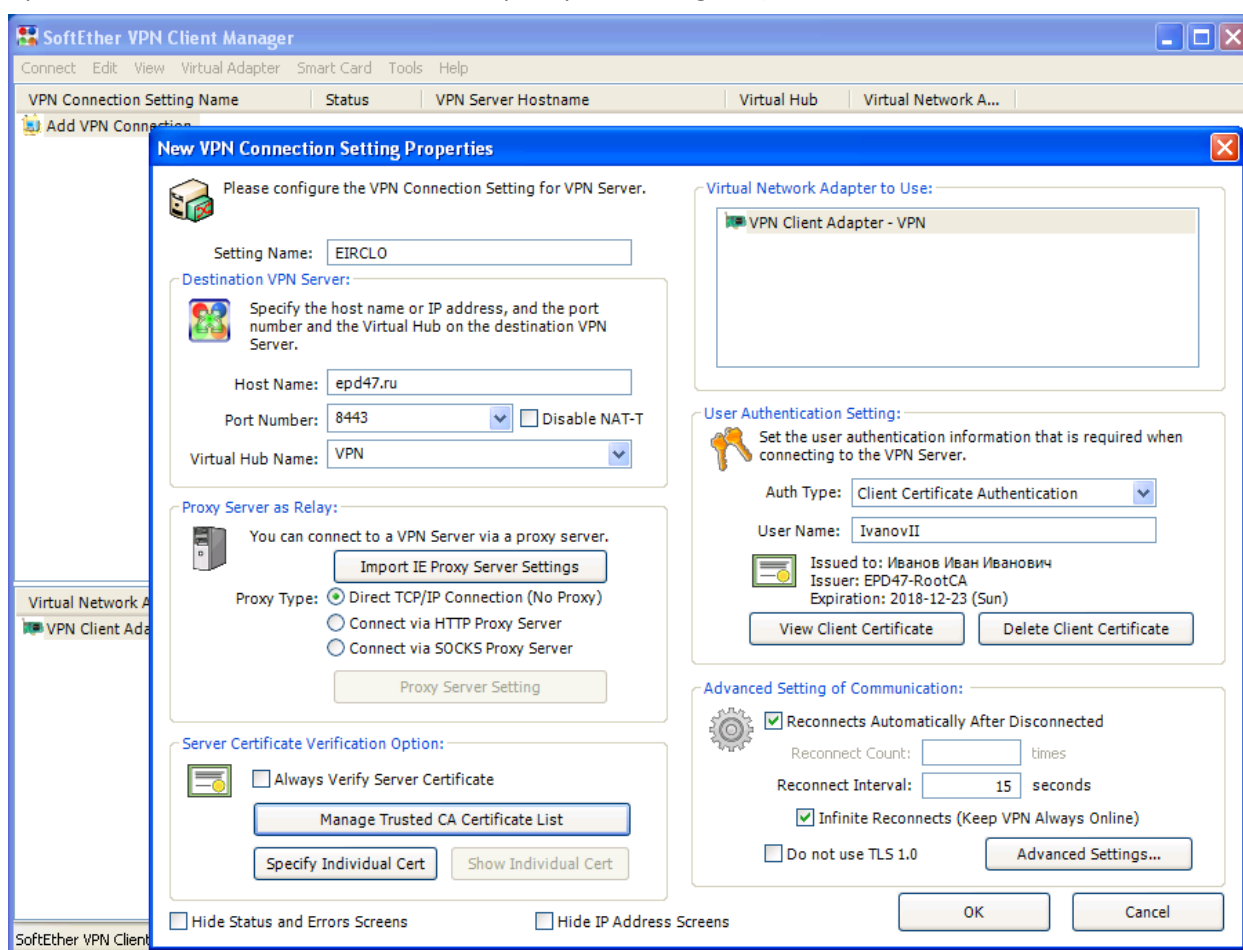 SoftEther VPN Client Manager
Connect Edit View Virtual Adapter Smart Card Tools Help
VPN Connection Setting Name Status VPN Server Hostname Virtual Hub Virtual Network A...
Add VPN Connection
New VPN Connection Setting Properties
Please configure the VPN Connection Setting for VPN Server.
Setting Name: EIRCLO
Destination VPN Server:
Specify the host name or IP address, and the port
number and the Virtual Hub on the destination VPN
Server.
Host Name: epd47.ru
Port Number: 8443 Disable NAT-T
Virtual Hub Name: VPN
Proxy Server as Relay:
You can connect to a VPN Server via a proxy server.
Import IE Proxy Server Settings
Proxy Type: Direct TCP/IP Connection (No Proxy)
Connect via HTTP Proxy Server
Connect via SOCKS Proxy Server
Proxy Server Setting
Server Certificate Verification Option:
Always Verify Server Certificate
Manage Trusted CA Certificate List
Specify Individual Cert Show Individual Cert
Hide Status and Errors Screens Hide IP Address Screens
Virtual Network Adapter to Use:
VPN Client Adapter - VPN
User Authentication Setting:
Set the user authentication information that is required when
connecting to the VPN Server.
Auth Type: Client Certificate Authentication
User Name: IvanovII
Issued to: Иванов Иван Иванович
Issuer: EPD47-RootCA
Expiration: 2018-12-23 (Sun)
View Client Certificate Delete Client Certificate
Advanced Setting of Communication:
Reconnects Automatically After Disconnected
Reconnect Count: times
Reconnect Interval: 15 seconds
Infinite Reconnects (Keep VPN Always Online)
Do not use TLS 1.0 Advanced Settings...
OK Cancel
Virtual Network A
VPN Client Ada
SoftEther VPN Client